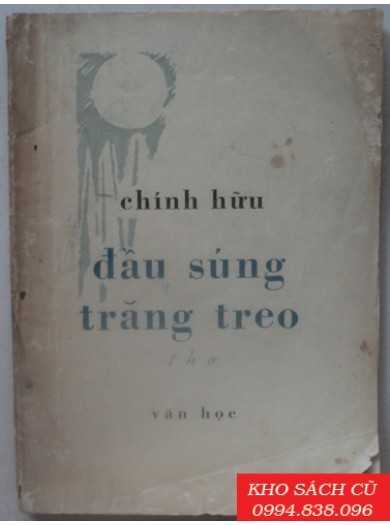 chính hữu
đầu súng
trăng treo
thơ
văn học
KHO SÁCH CŨ
0994.838.096